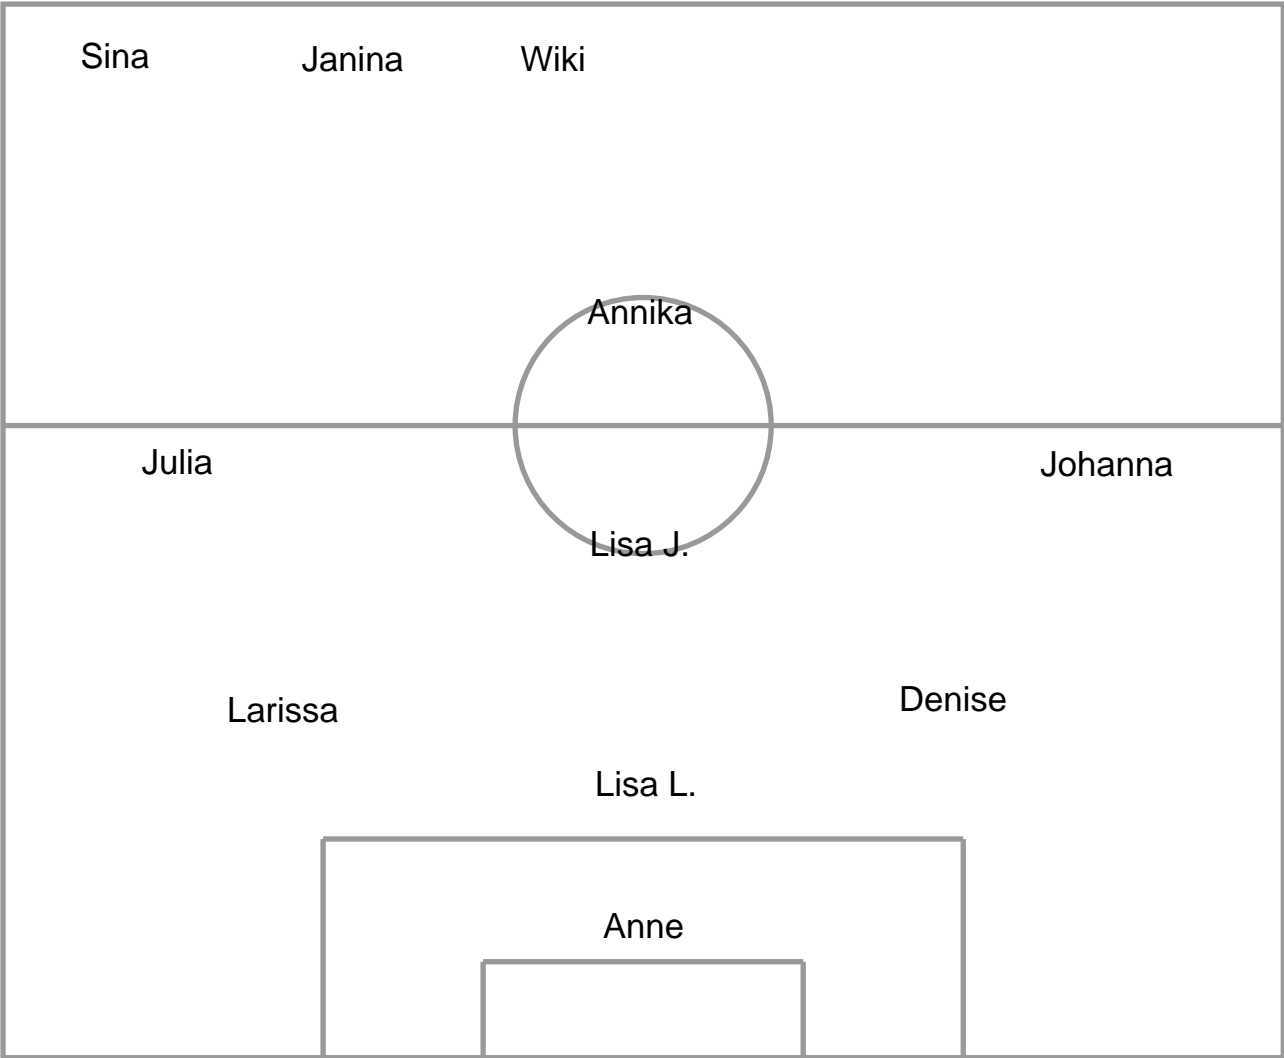 Sina Janina Wiki
Annika
Julia Johanna
Lisa J.
Larissa Denise
Lisa L.
Anne